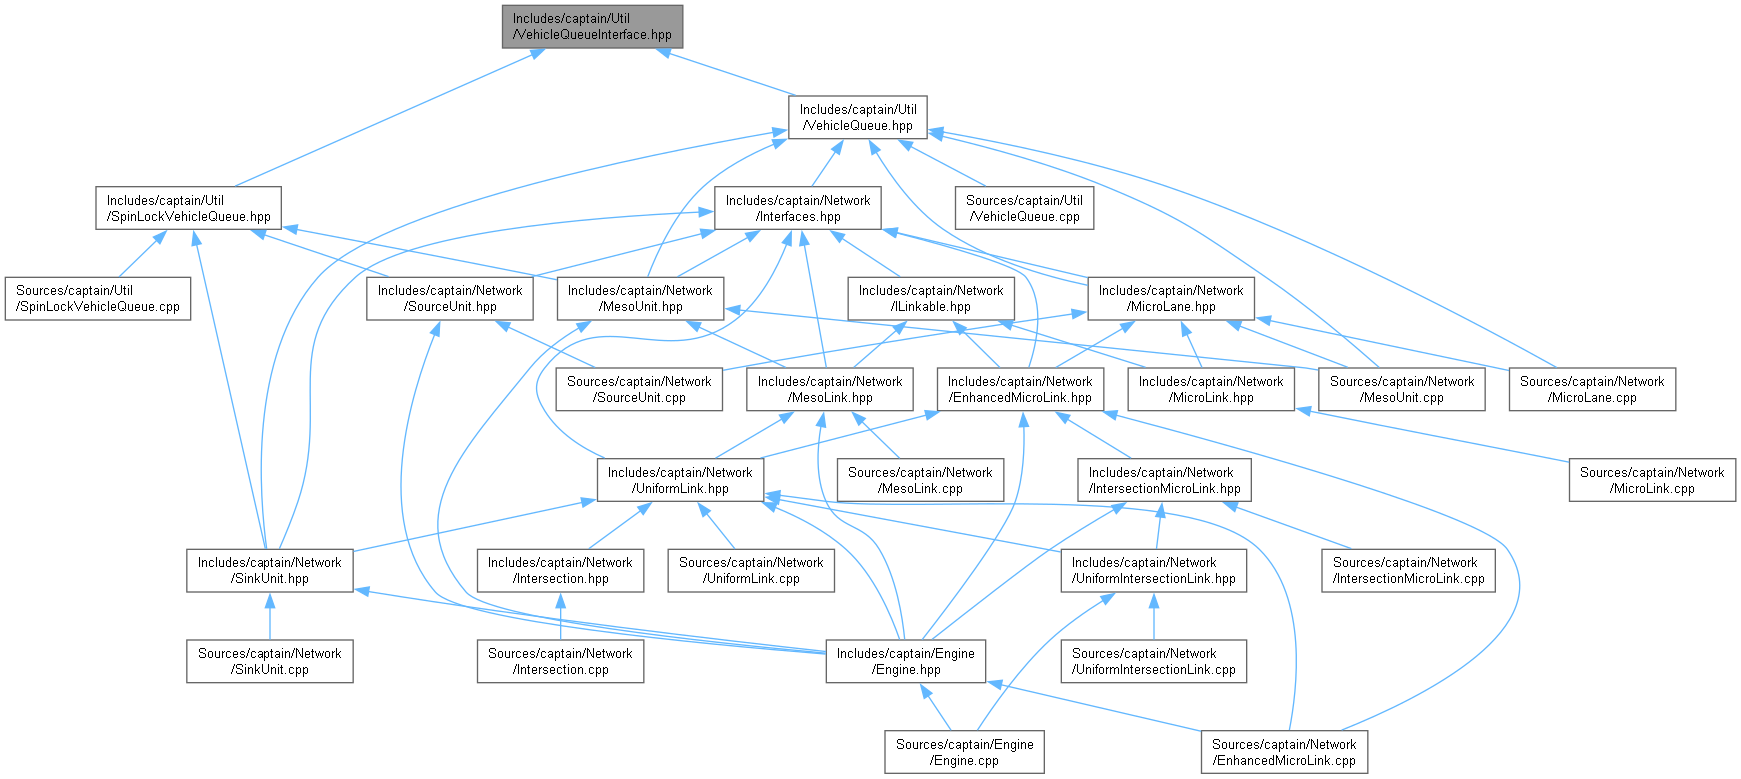 Includes/captain/Util
/VehicleQueueInterface.hpp
Includes/captain/Util
/VehicleQueue.hpp
Includes/captain/Util
/SpinLockVehicleQueue.hpp
Includes/captain/Network
/Interfaces.hpp
Sources/captain/Util
/VehicleQueue.cpp
Sources/captain/Util
/SpinLockVehicleQueue.cpp
Includes/captain/Network
/SourceUnit.hpp
Includes/captain/Network
/MesoUnit.hpp
Includes/captain/Network
/ILinkable.hpp
Includes/captain/Network
/MicroLane.hpp
Sources/captain/Network
/SourceUnit.cpp
Includes/captain/Network
/MesoLink.hpp
Includes/captain/Network
/EnhancedMicroLink.hpp
Includes/captain/Network
/MicroLink.hpp
Sources/captain/Network
/MesoUnit.cpp
Sources/captain/Network
/MicroLane.cpp
Includes/captain/Network
/UniformLink.hpp
Sources/captain/Network
/MesoLink.cpp
Includes/captain/Network
/IntersectionMicroLink.hpp
Sources/captain/Network
/MicroLink.cpp
Includes/captain/Network
/SinkUnit.hpp
Includes/captain/Network
/Intersection.hpp
Sources/captain/Network
/UniformLink.cpp
Includes/captain/Network
/UniformIntersectionLink.hpp
Sources/captain/Network
/IntersectionMicroLink.cpp
Sources/captain/Network
/SinkUnit.cpp
Sources/captain/Network
/Intersection.cpp
Includes/captain/Engine
/Engine.hpp
Sources/captain/Network
/UniformIntersectionLink.cpp
Sources/captain/Engine
/Engine.cpp
Sources/captain/Network
/EnhancedMicroLink.cpp